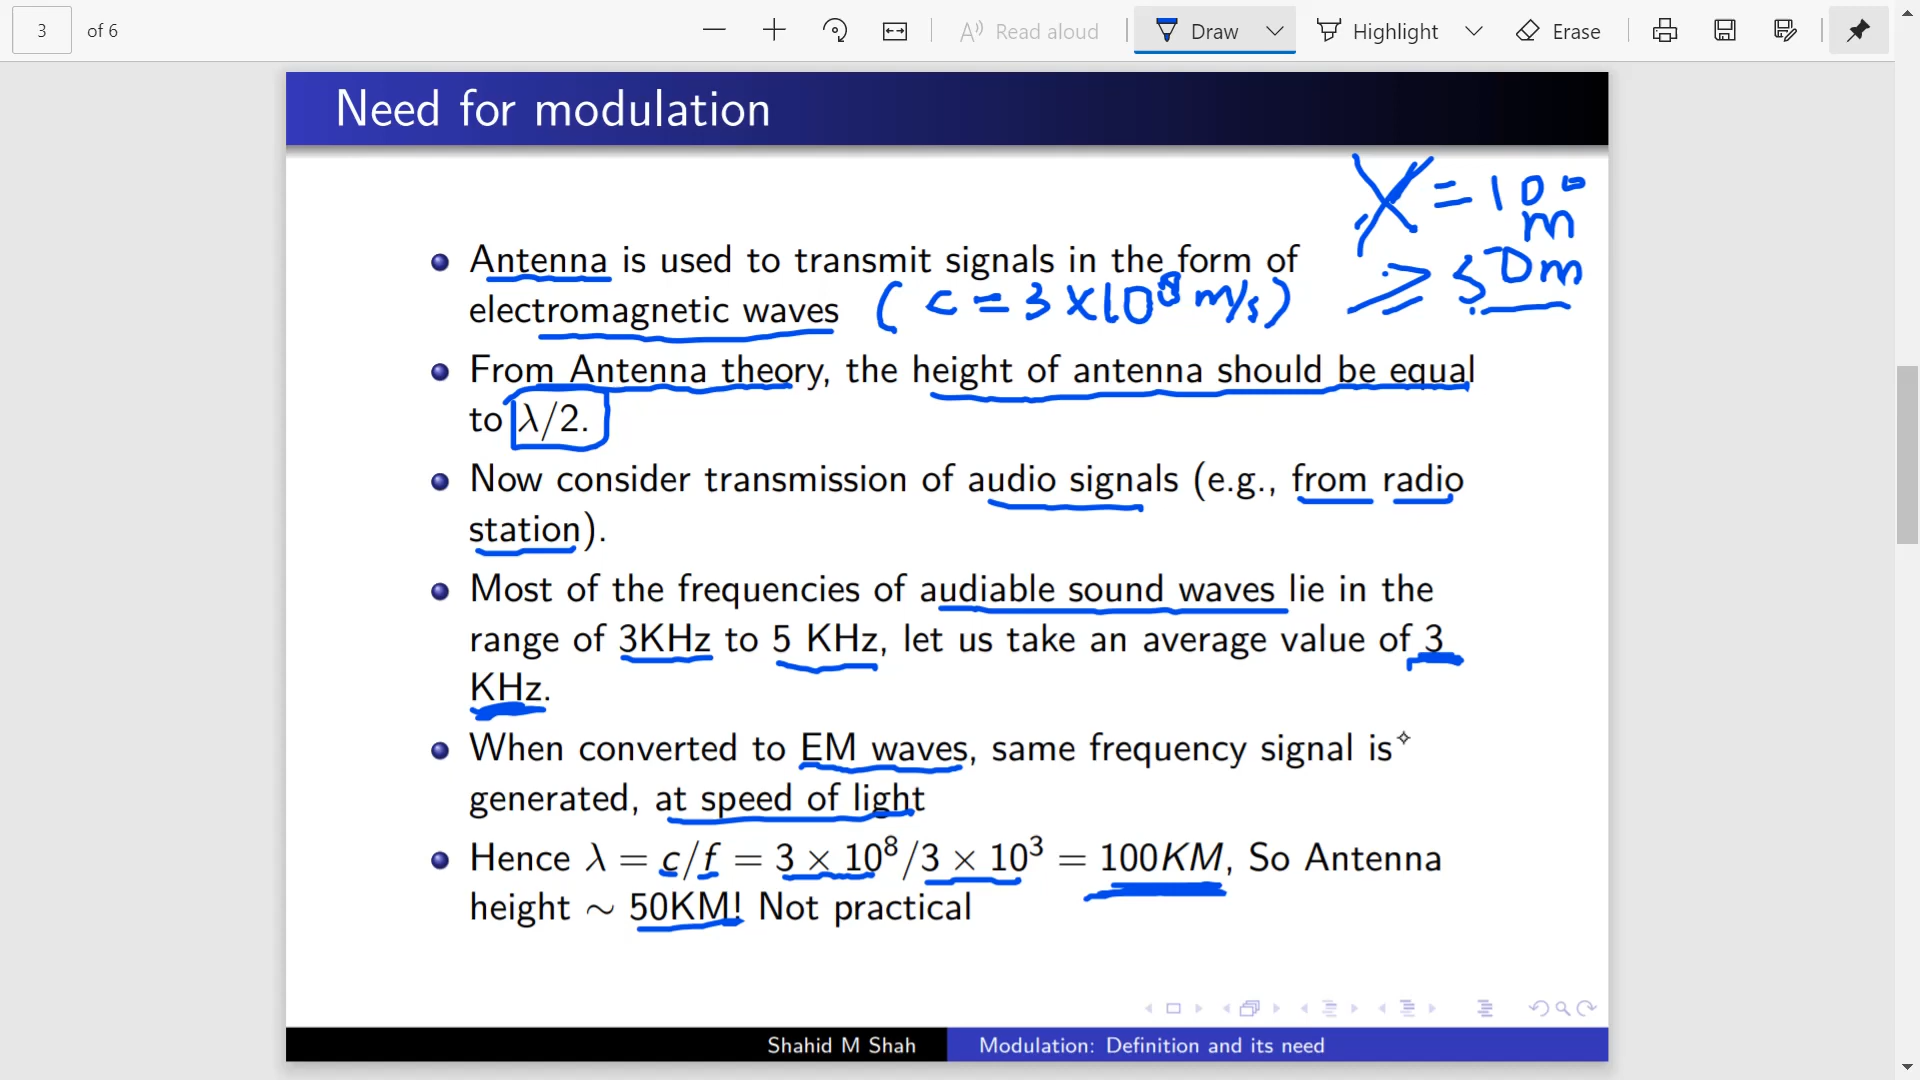 3 of 6 Read aloud Draw Highlight Erase
Need for modulation
λ = 100
m
⩾ 50m
Antenna is used to transmit signals in the form of
electromagnetic waves ( c = 3 ×10⁸ m/s)
From Antenna theory, the height of antenna should be equal
to λ/2.
Now consider transmission of audio signals (e.g., from radio
station).
Most of the frequencies of audiable sound waves lie in the
range of 3KHz to 5 KHz, let us take an average value of 3
KHz.
When converted to EM waves, same frequency signal is
generated, at speed of light
Hence λ = c/f = 3 × 10⁸/3 × 10³ = 100KM, So Antenna
height ∼ 50KM! Not practical
Shahid M Shah Modulation: Definition and its need